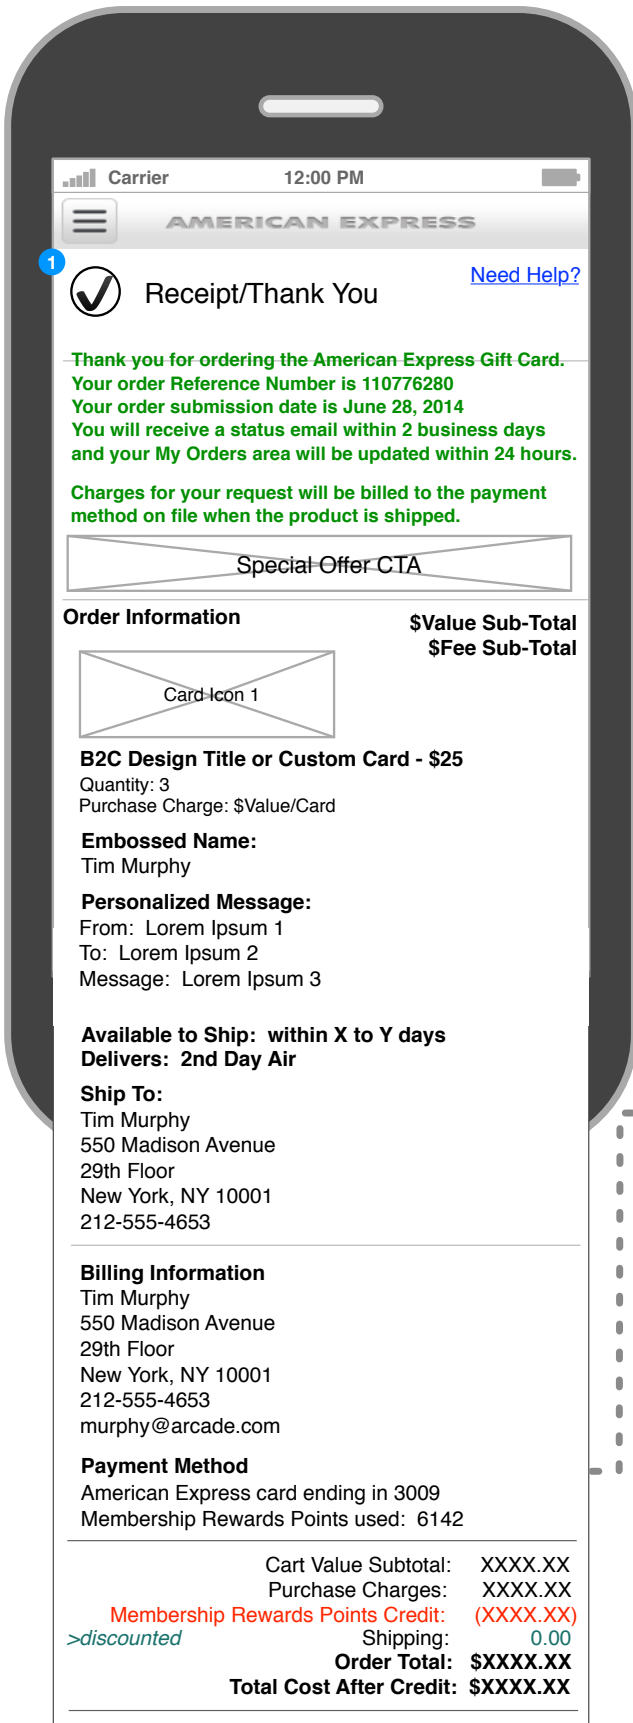 Carrier 12:00 PM
AMERICAN EXPRESS
1
Receipt/Thank You
Need Help?
Thank you for ordering the American Express Gift Card.
Your order Reference Number is 110776280
Your order submission date is June 28, 2014
You will receive a status email within 2 business days
and your My Orders area will be updated within 24 hours.
Charges for your request will be billed to the payment
method on file when the product is shipped.
Special Offer CTA
Order Information
$Value Sub-Total
$Fee Sub-Total
Card Icon 1
B2C Design Title or Custom Card - $25
Quantity: 3
Purchase Charge: $Value/Card
Embossed Name:
Tim Murphy
Personalized Message:
From: Lorem Ipsum 1
To: Lorem Ipsum 2
Message: Lorem Ipsum 3
Available to Ship: within X to Y days
Delivers: 2nd Day Air
Ship To:
Tim Murphy
550 Madison Avenue
29th Floor
New York, NY 10001
212-555-4653
Billing Information
Tim Murphy
550 Madison Avenue
29th Floor
New York, NY 10001
212-555-4653
murphy@arcade.com
Payment Method
American Express card ending in 3009
Membership Rewards Points used: 6142
Cart Value Subtotal: XXXX.XX
Purchase Charges: XXXX.XX
Membership Rewards Points Credit: (XXXX.XX)
>discounted Shipping: 0.00
Order Total: $XXXX.XX
Total Cost After Credit: $XXXX.XX